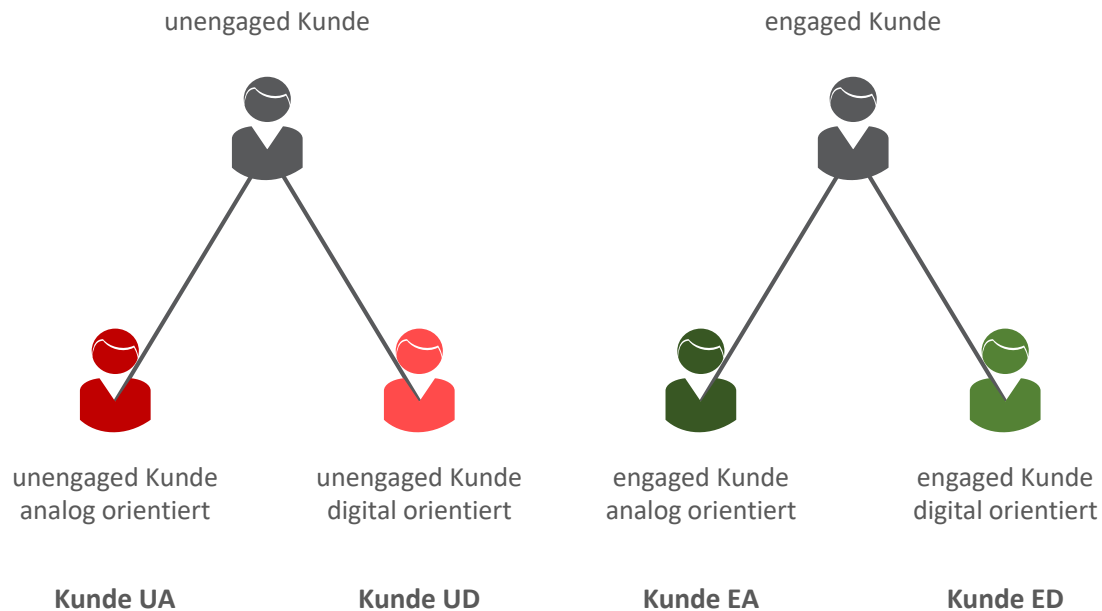 unengaged Kunde
engaged Kunde
unengaged Kunde
analog orientiert
unengaged Kunde
digital orientiert
engaged Kunde
analog orientiert
engaged Kunde
digital orientiert
Kunde UA
Kunde UD
Kunde EA
Kunde ED